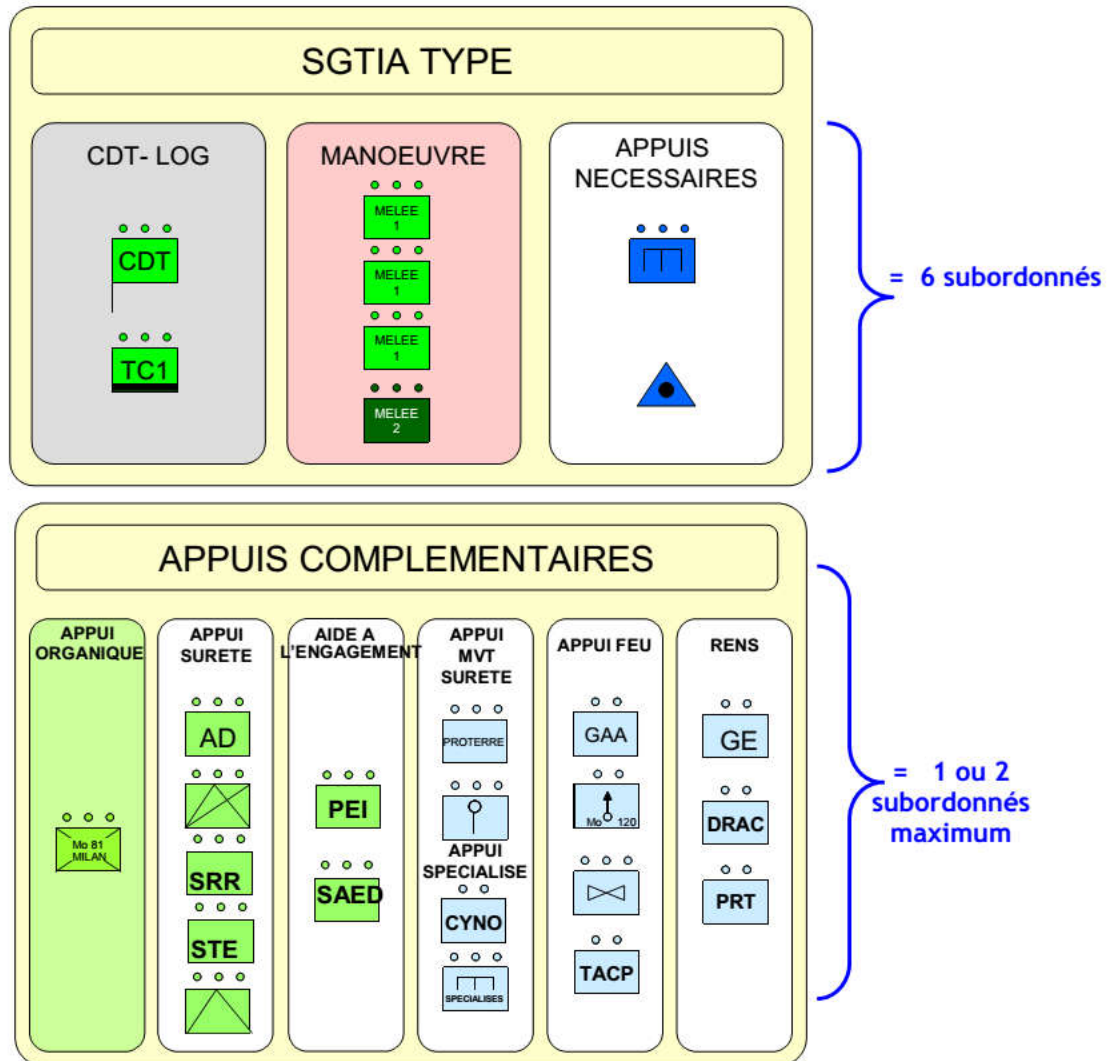 SGTIA TYPE
CDT- LOG
CDT
TC1
MANOEUVRE
MELEE
1
MELEE
1
MELEE
1
MELEE
2
APPUIS
NECESSAIRES
= 6 subordonnés
APPUIS COMPLEMENTAIRES
APPUI
ORGANIQUE
Mo 81
MILAN
APPUI
SURETE
AD
SRR
STE
AIDE A
L'ENGAGEMENT
PEI
SAED
APPUI
MVT
SURETE
PROTERRE
APPUI
SPECIALISE
CYNO
SPECIALISES
APPUI FEU
GAA
Mo 120
TACP
RENS
GE
DRAC
PRT
= 1 ou 2
subordonnés
maximum